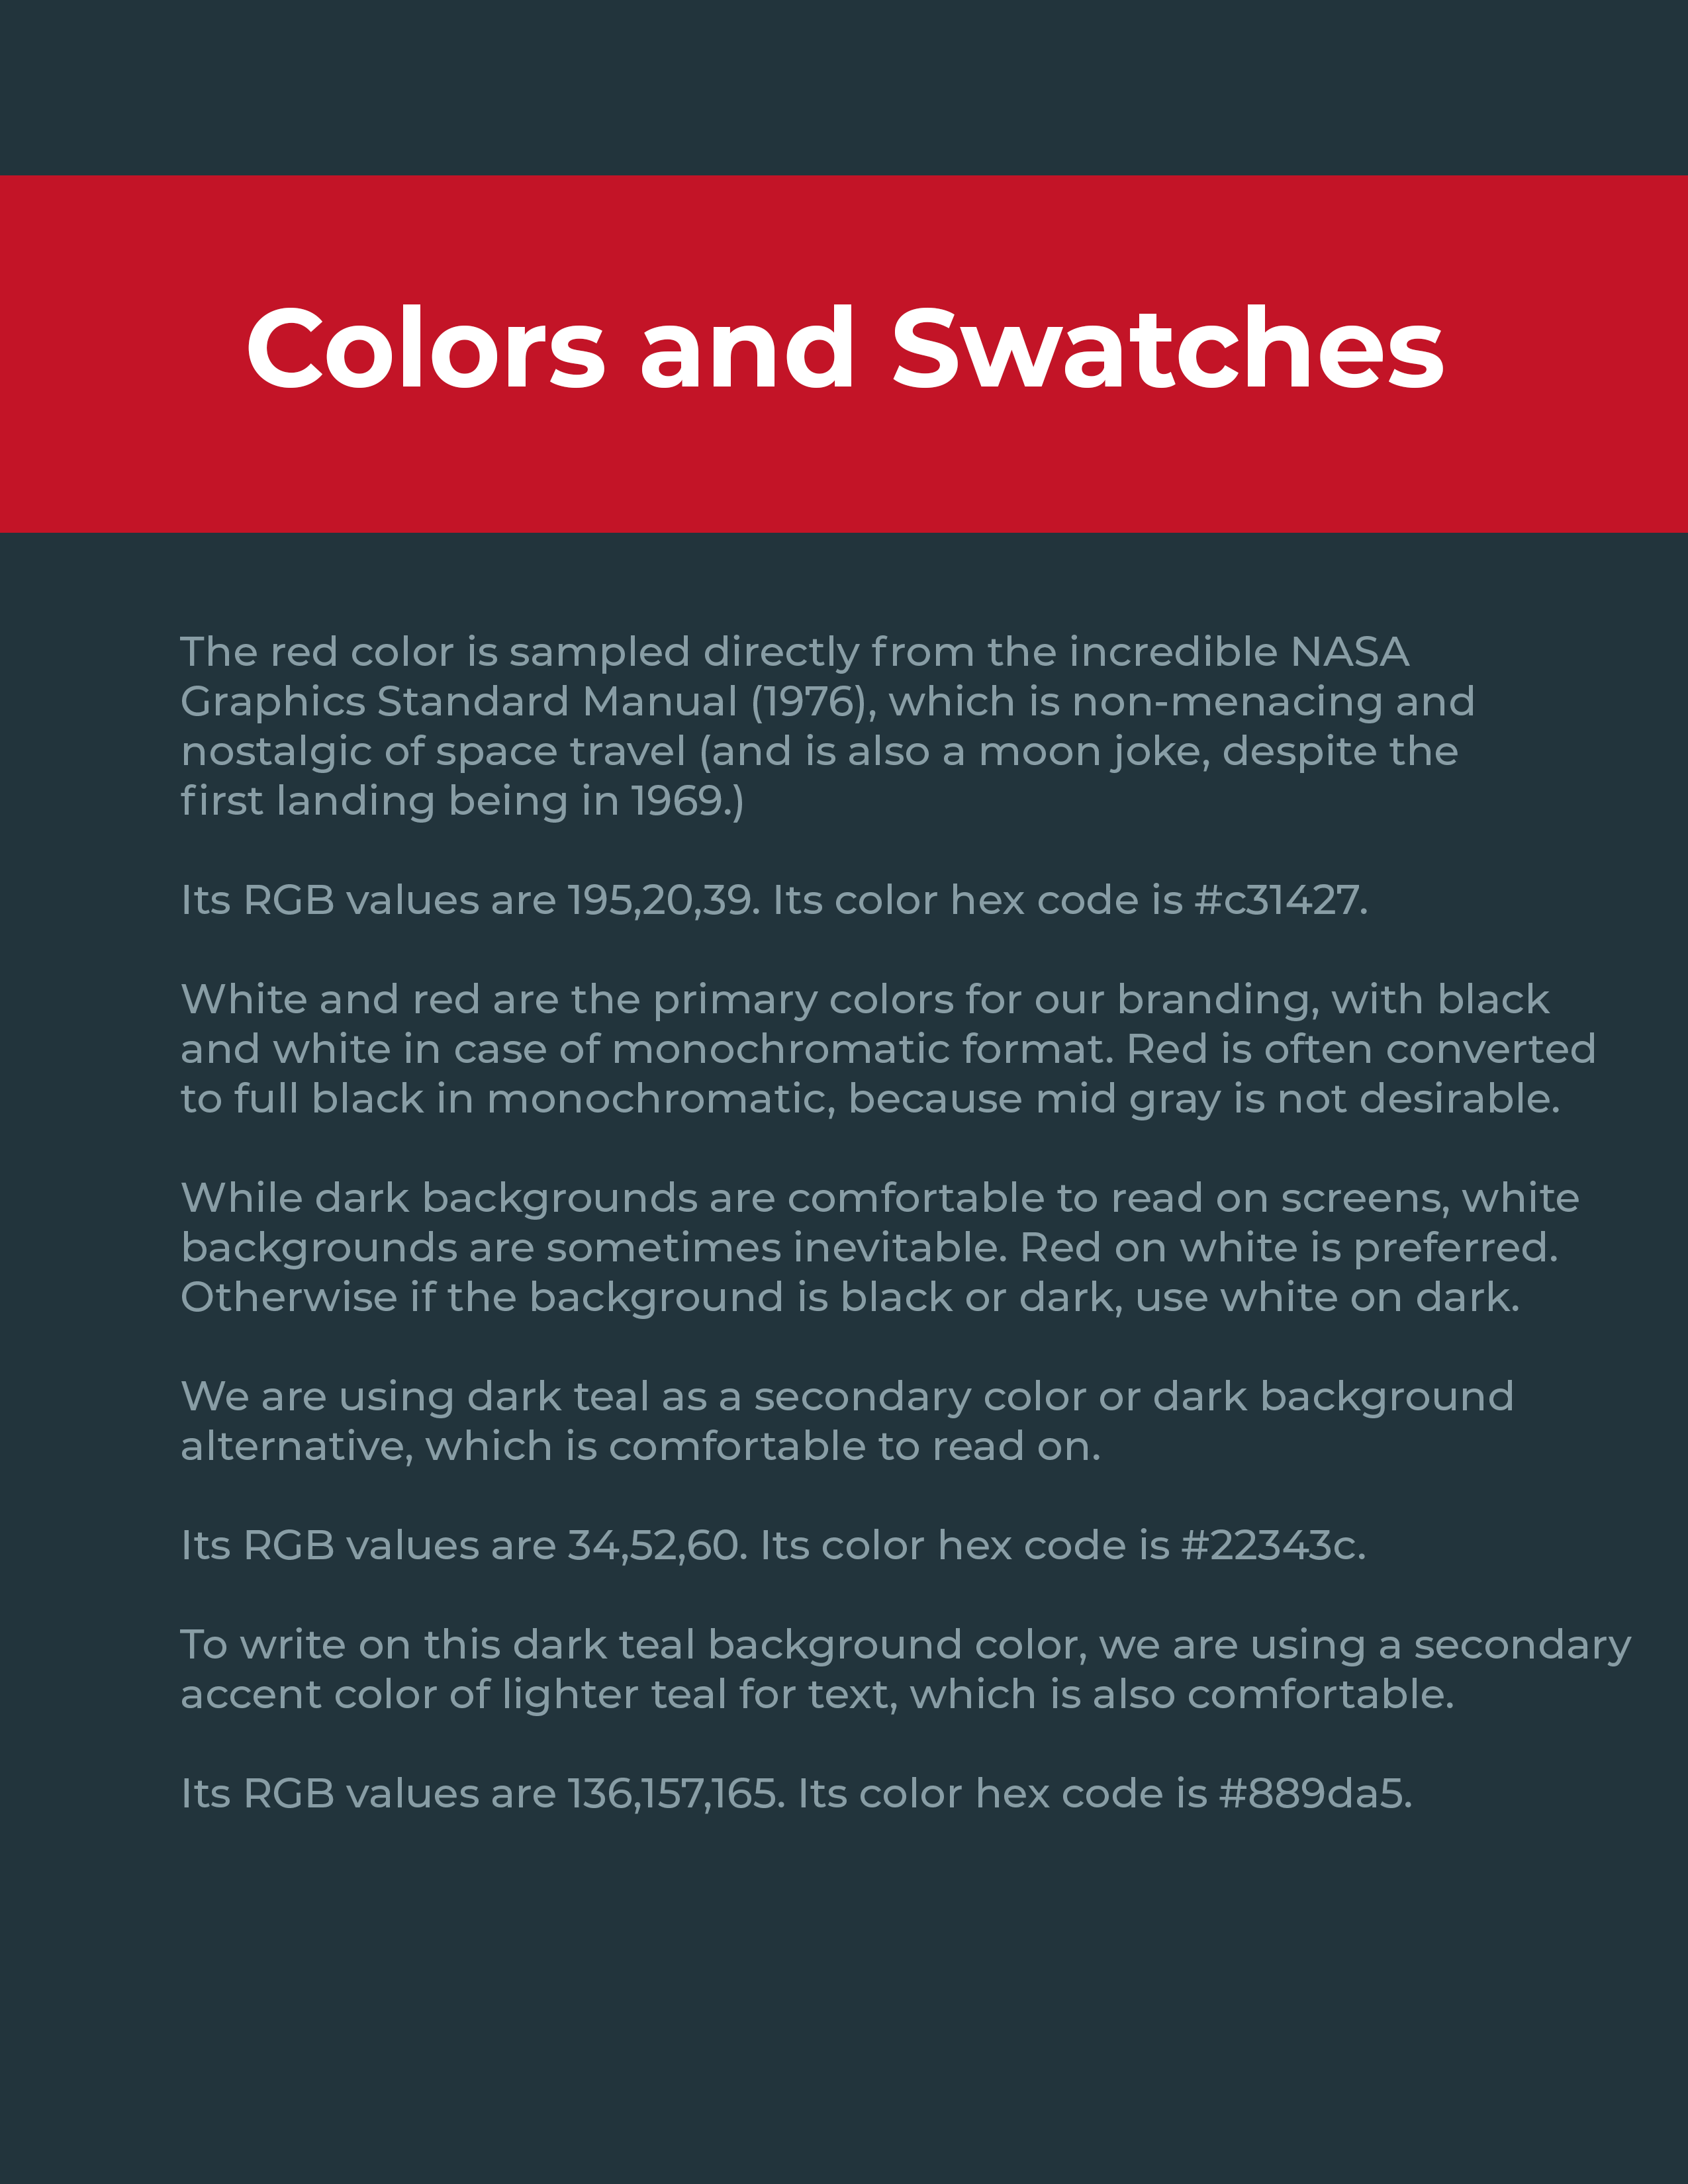 Colors and Swatches
The red color is sampled directly from the incredible NASA
Graphics Standard Manual (1976), which is non-menacing and
nostalgic of space travel (and is also a moon joke, despite the
first landing being in 1969.)
Its RGB values are 195,20,39. Its color hex code is #c31427.
White and red are the primary colors for our branding, with black
and white in case of monochromatic format. Red is often converted
to full black in monochromatic, because mid gray is not desirable.
While dark backgrounds are comfortable to read on screens, white
backgrounds are sometimes inevitable. Red on white is preferred.
Otherwise if the background is black or dark, use white on dark.
We are using dark teal as a secondary color or dark background
alternative, which is comfortable to read on.
Its RGB values are 34,52,60. Its color hex code is #22343c.
To write on this dark teal background color, we are using a secondary
accent color of lighter teal for text, which is also comfortable.
Its RGB values are 136,157,165. Its color hex code is #889da5.